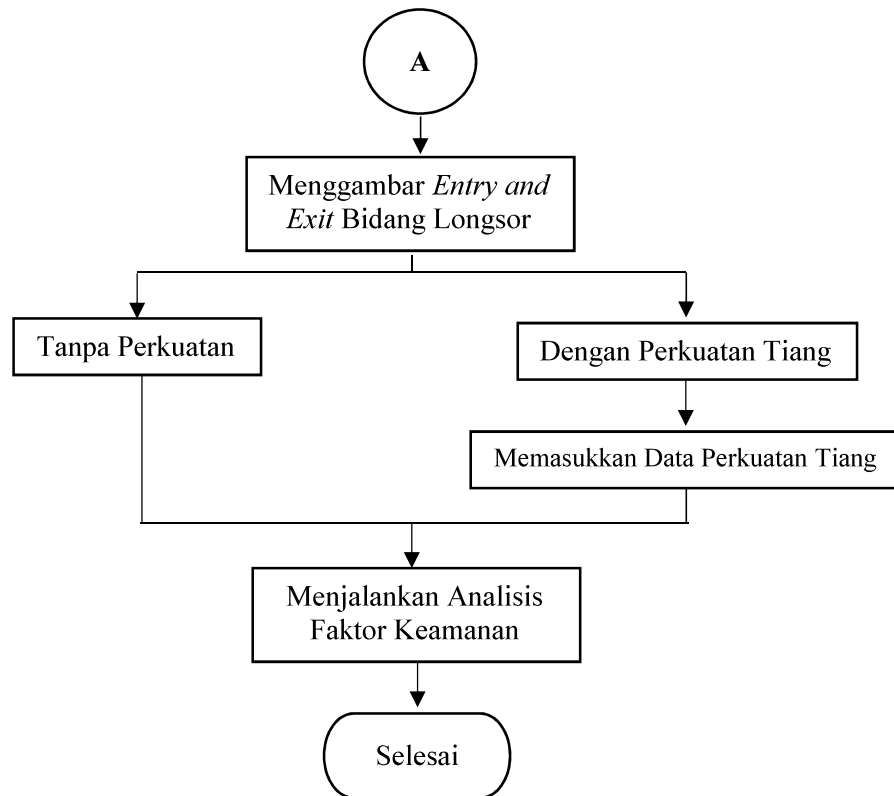 A
Menggambar Entry and
Exit Bidang Longsor
Tanpa Perkuatan
Dengan Perkuatan Tiang
Memasukkan Data Perkuatan Tiang
Menjalankan Analisis
Faktor Keamanan
Selesai